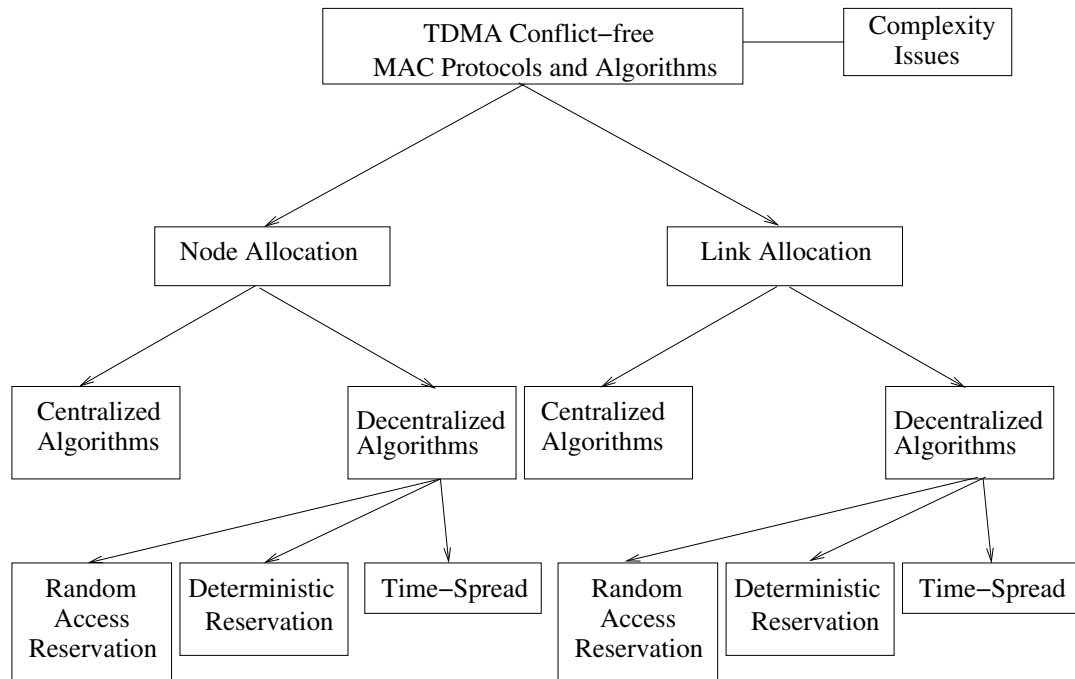 TDMA Conflict−free
MAC Protocols and Algorithms
Complexity
Issues
Node Allocation
Link Allocation
Centralized
Algorithms
Decentralized
Algorithms
Centralized
Algorithms
Decentralized
Algorithms
Random
Access
Reservation
Deterministic
Reservation
Time−Spread
Random
Access
Reservation
Deterministic
Reservation
Time−Spread